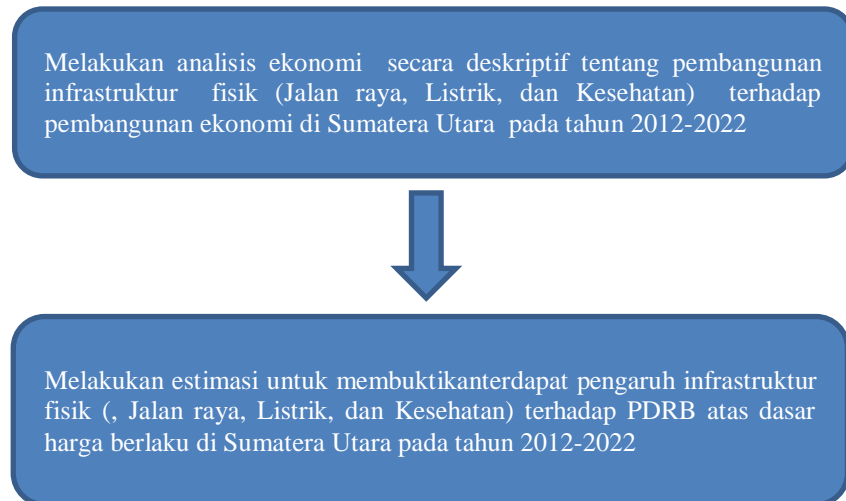 Melakukan analisis ekonomi secara deskriptif tentang pembangunan
infrastruktur fisik (Jalan raya, Listrik, dan Kesehatan) terhadap
pembangunan ekonomi di Sumatera Utara pada tahun 2012-2022
Melakukan estimasi untuk membuktikanterdapat pengaruh infrastruktur
fisik (, Jalan raya, Listrik, dan Kesehatan) terhadap PDRB atas dasar
harga berlaku di Sumatera Utara pada tahun 2012-2022